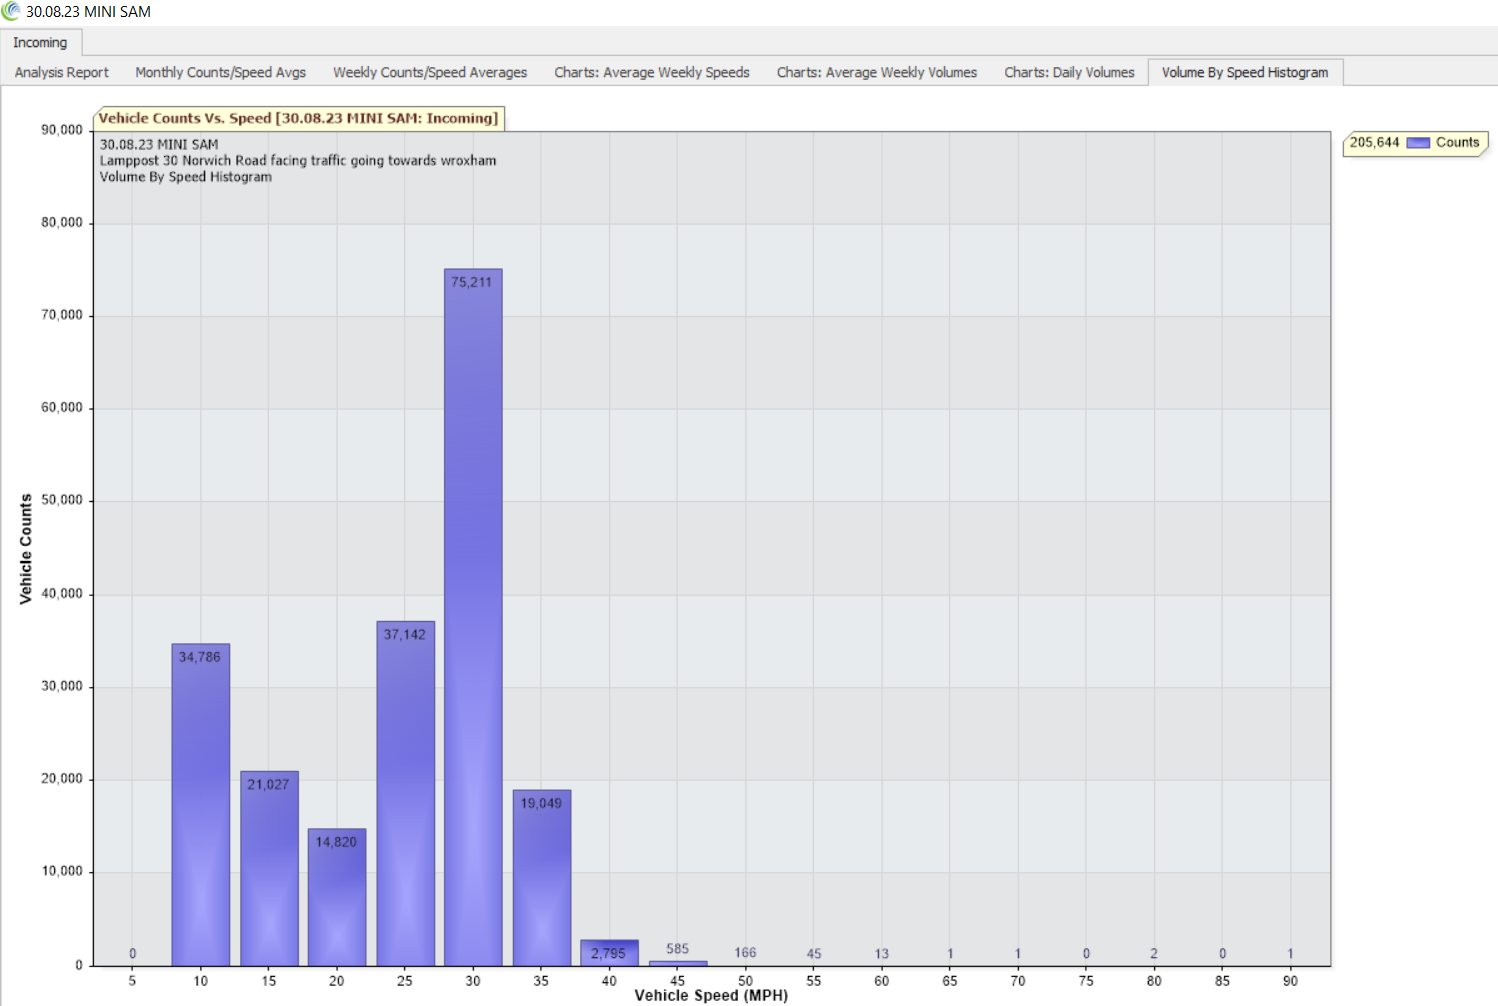 30.08.23 MINI SAM
Incoming
Analysis Report Monthly Counts/Speed Avgs Weekly Counts/Speed Averages Charts: Average Weekly Speeds Charts: Average Weekly Volumes Charts: Daily Volumes Volume By Speed Histogram
Vehicle Counts Vs. Speed [30.08.23 MINI SAM: Incoming]
30.08.23 MINI SAM
Lamppost 30 Norwich Road facing traffic going towards wroxham
Volume By Speed Histogram
205,644 Counts
Vehicle Counts
90,000
80,000
70,000
60,000
50,000
40,000
30,000
20,000
10,000
0
0 34,786 21,027 14,820 37,142 75,211 19,049 2,795 585 166 45 13 1 1 0 2 0 1
5 10 15 20 25 30 35 40 45 50 55 60 65 70 75 80 85 90
Vehicle Speed (MPH)